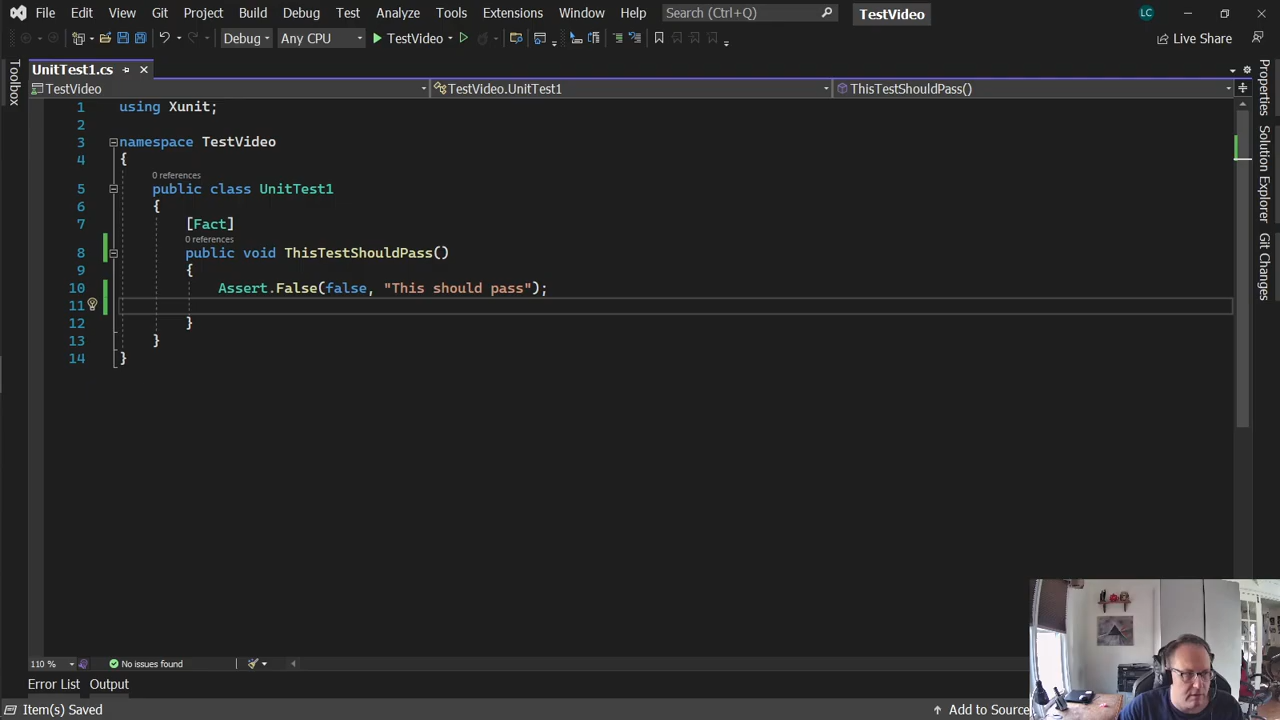 File Edit View Git Project Build Debug Test Analyze Tools Extensions Window Help Search (Ctrl+Q) TestVideo LC
Debug Any CPU TestVideo Live Share
UnitTest1.cs
TestVideo TestVideo.UnitTest1 ThisTestShouldPass()
Toolbox
Properties
Solution Explorer
Git Changes
1 using Xunit;
2
3 namespace TestVideo
4 {
0 references
5 public class UnitTest1
6 {
7 [Fact]
0 references
8 public void ThisTestShouldPass()
9 {
10 Assert.False(false, "This should pass");
11
12 }
13 }
14 }
110 % No issues found
Error List Output
Item(s) Saved Add to Source